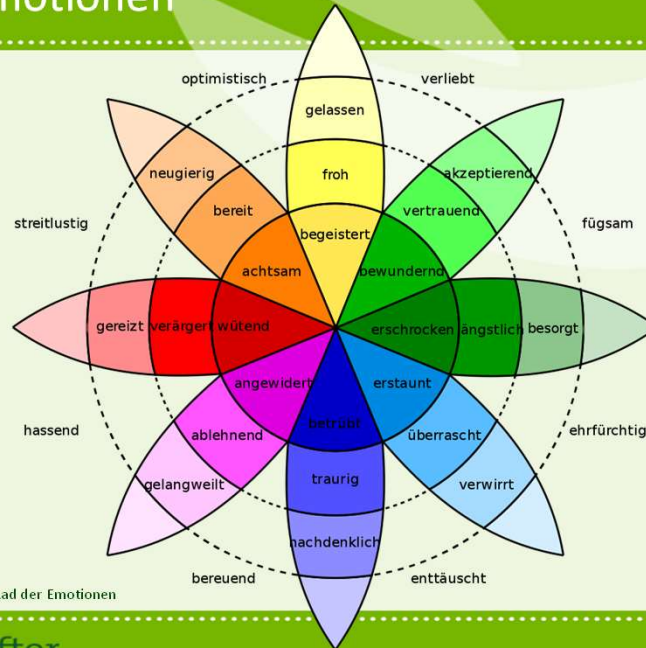 motionen
optimistisch
verliebt
gelassen
neugierig
akzeptierend
froh
bereit
vertrauend
streitlustig
fügsam
begeistert
achtsam
bewundernd
gereizt
verärgert
wütend
erschrocken
ängstlich
besorgt
angewidert
erstaunt
betrübt
hassend
ablehnend
überrascht
ehrfürchtig
traurig
gelangweilt
verwirrt
nachdenklich
bereuend
enttäuscht
ad der Emotionen